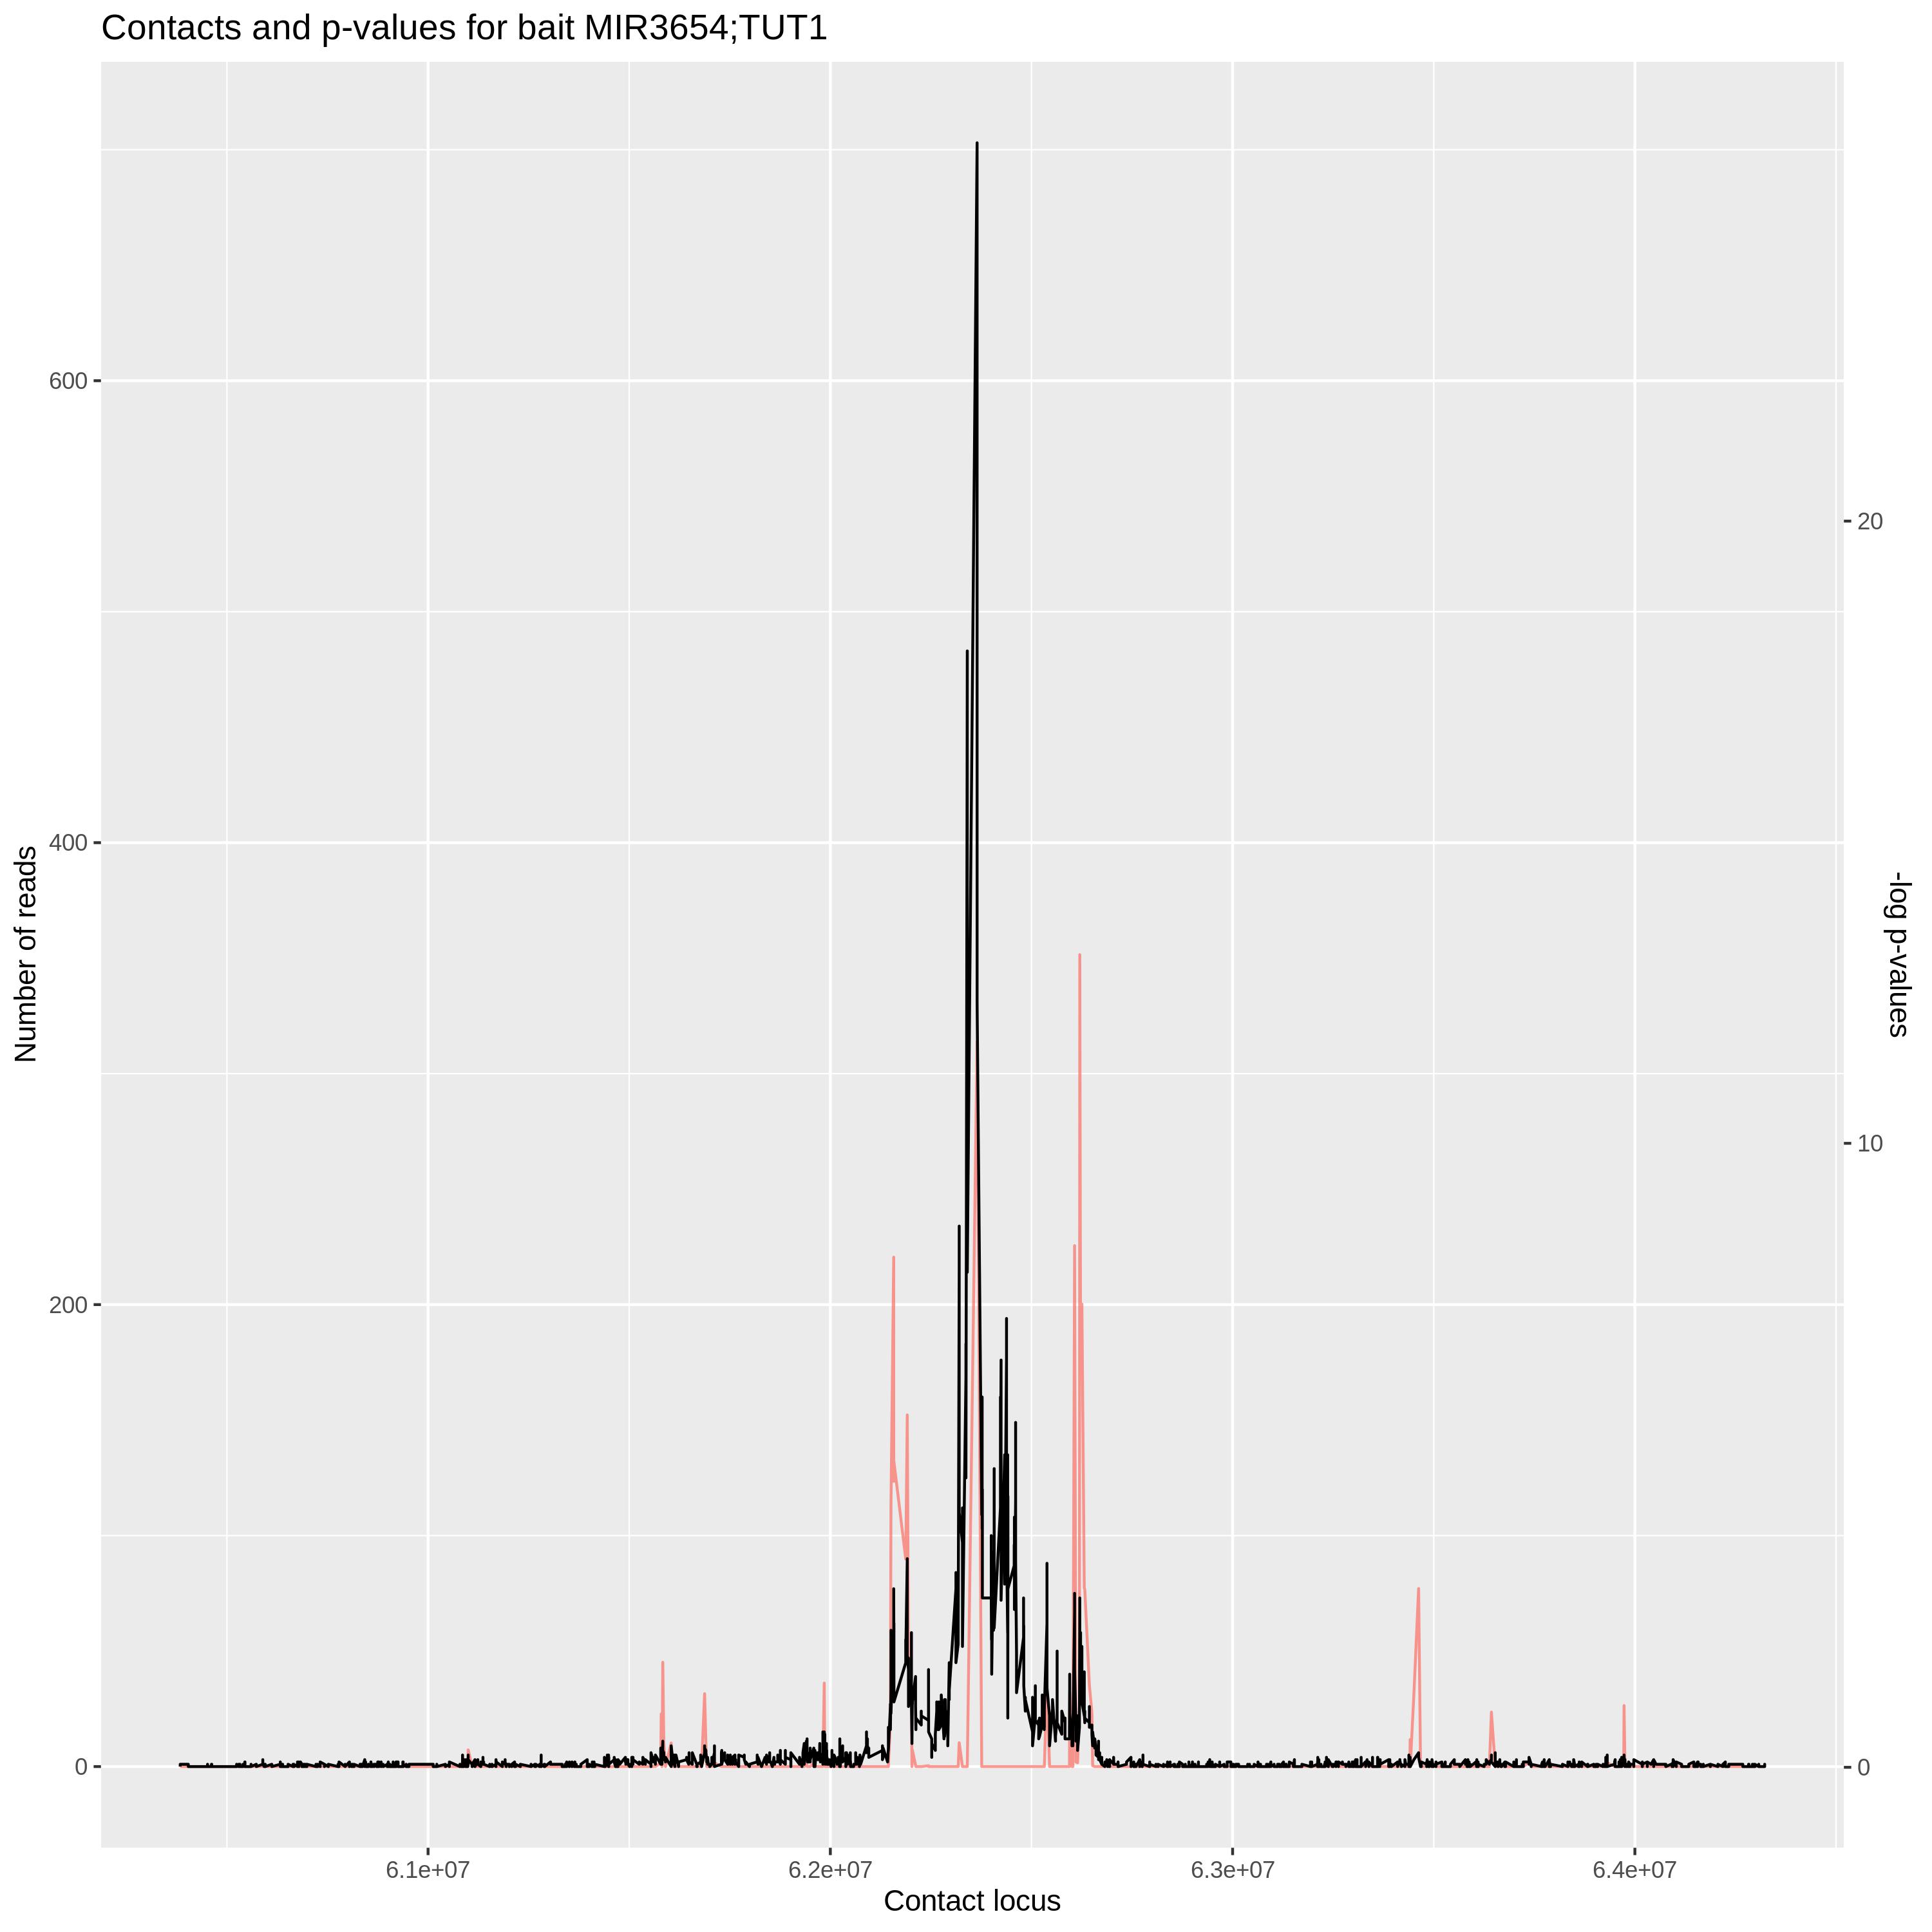 Contacts and p-values for bait MIR3654;TUT1
600
400
200
0
Number of reads
20
10
0
-log p-values
6.1e+07
6.2e+07
6.3e+07
6.4e+07
Contact locus